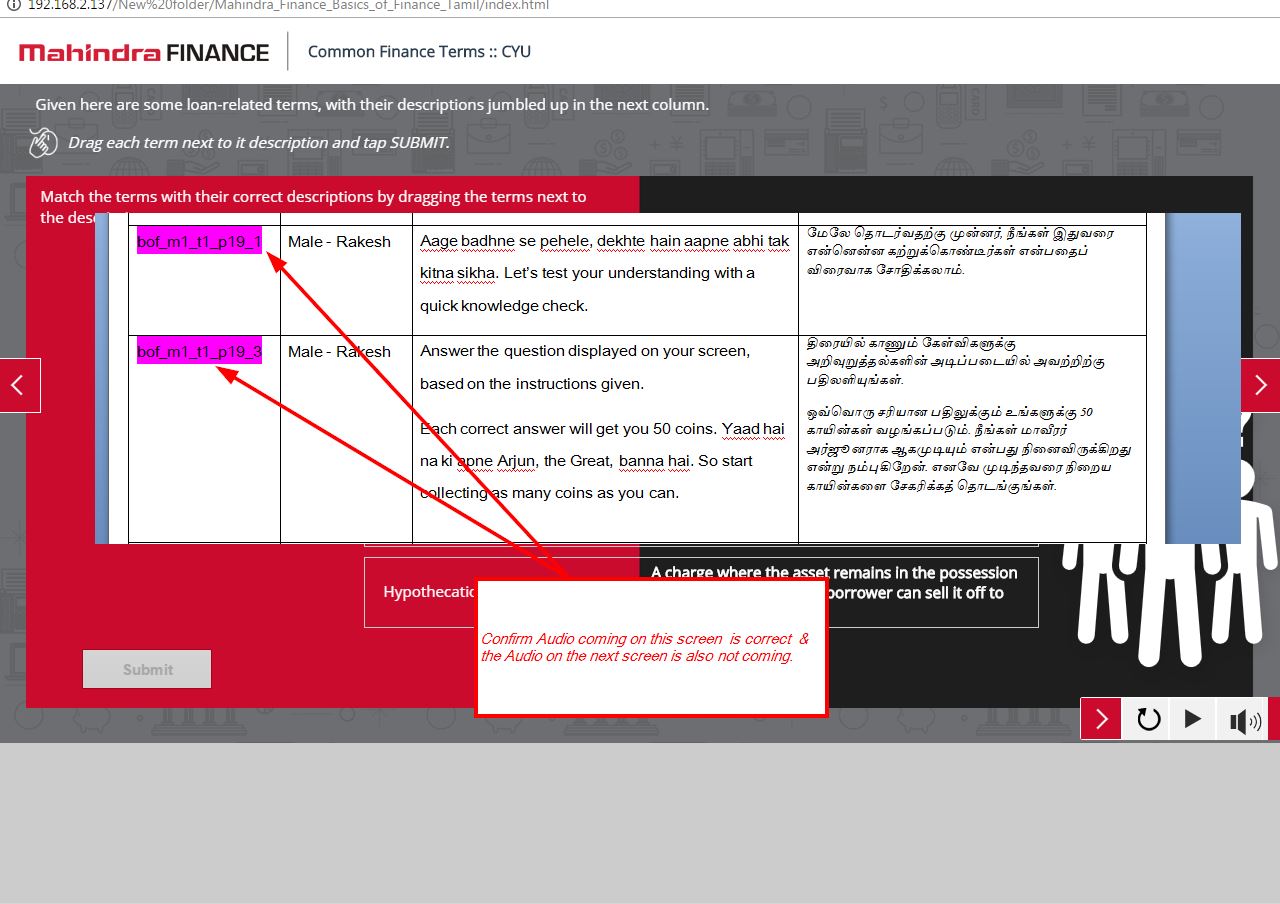 192.168.2.137/New%20folder/Mahindra_Finance_Basics_of_Finance_Tamil/index.html
Mahindra FINANCE
Common Finance Terms :: CYU
Given here are some loan-related terms, with their descriptions jumbled up in the next column.
Drag each term next to it description and tap SUBMIT.
Match the terms with their correct descriptions by dragging the terms next to
the desc
bof_m1_t1_p19_1
Male - Rakesh
Aage badhne se pehele, dekhte hain aapne abhi tak
kitna sikha. Let's test your understanding with a
quick knowledge check.
மேலே தொடர்வதற்கு முன்னர், நீங்கள் இதுவரை
என்னென்ன கற்றுக்கொண்டீர்கள் என்பதைப்
விரைவாக சோதிக்கலாம்.
bof_m1_t1_p19_3
Male - Rakesh
Answer the question displayed on your screen,
based on the instructions given.
Each correct answer will get you 50 coins. Yaad hai
na ki apne Arjun, the Great, banna hai. So start
collecting as many coins as you can.
திரையில் காணும் கேள்விகளுக்கு
அறிவுறுத்தல்களின் அடிப்படையில் அவற்றிற்கு
பதிலளியுங்கள்.
ஒவ்வொரு சரியான பதிலுக்கும் உங்களுக்கு 50
காயின்கள் வழங்கப்படும். நீங்கள் மாவீரர்
அர்ஜூனராக ஆகமுடியும் என்பது நினைவிருக்கிறது
என்று நம்புகிறேன். எனவே முடிந்தவரை நிறைய
காயின்களை சேகரிக்கத் தொடங்குங்கள்.
Hypothecatic
A charge where the asset remains in the possession
borrower can sell it off to
Confirm Audio coming on this screen is correct &
the Audio on the next screen is also not coming.
Submit